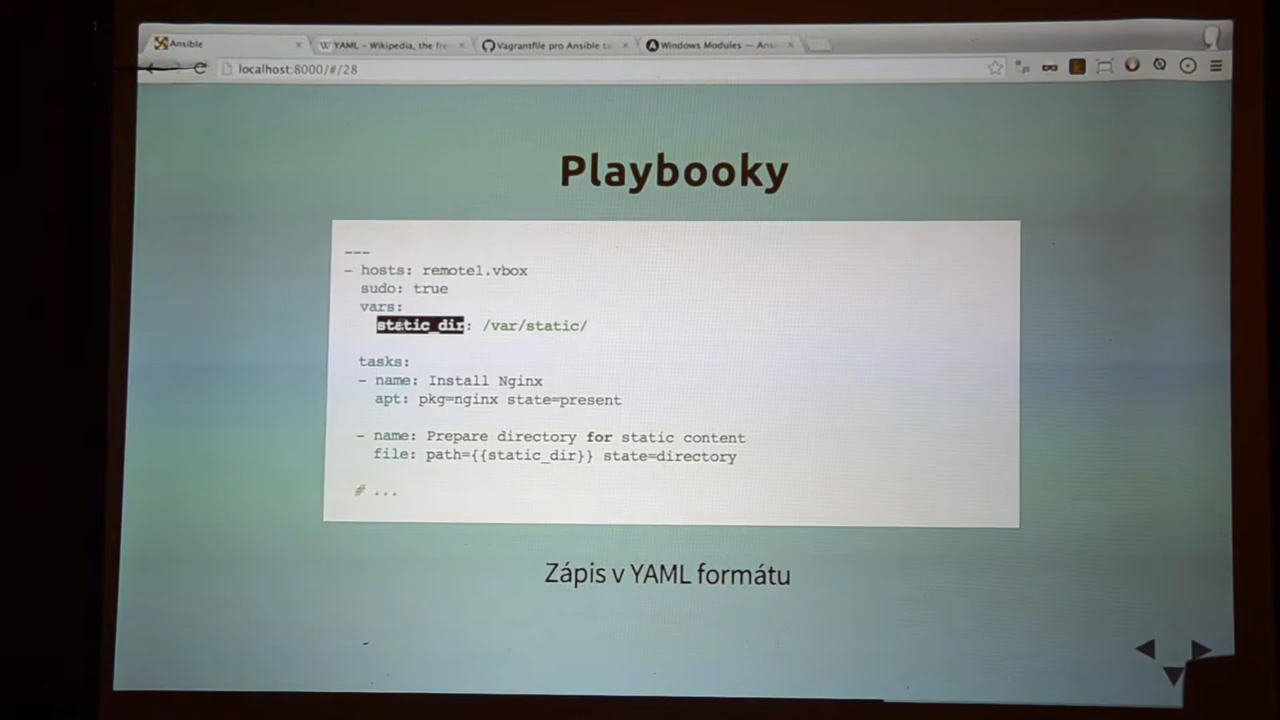 Ansible
YAML – Wikipedia, the fre
Vagrantfile pro Ansible ta
Windows Modules — Ans
localhost:8000/#/28
Playbooky
---
- hosts: remote1.vbox
sudo: true
vars:
static_dir: /var/static/
tasks:
- name: Install Nginx
apt: pkg=nginx state=present
- name: Prepare directory for static content
file: path={{static_dir}} state=directory
# ...
Zápis v YAML formátu